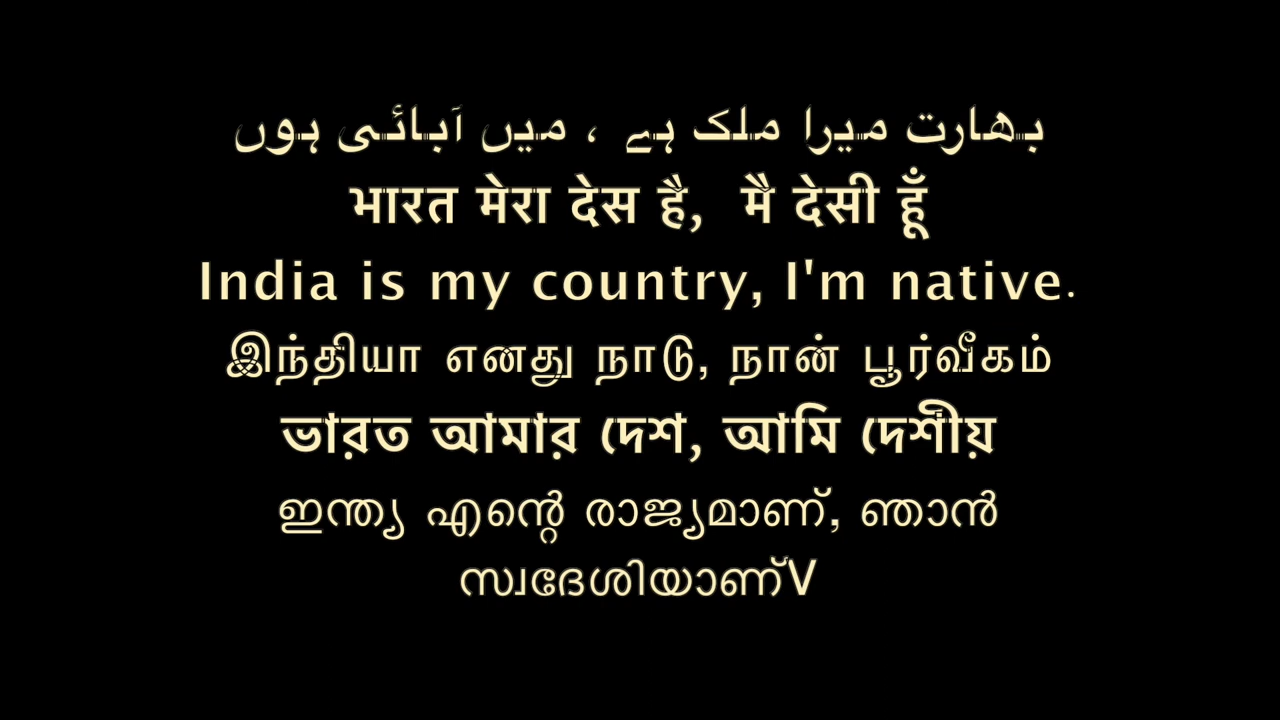 بھارت میرا ملک ہے ، میں آبائی ہوں
भारत मेरा देस है, मै देसी हूँ
India is my country, I'm native.
இந்தியா எனது நாடு, நான் பூர்வீகம்
ভারত আমার দেশ, আমি দেশীয়
ഇന്ത്യ എന്റെ രാജ്യമാണ്, ഞാൻ
സ്വദേശിയാണ്V